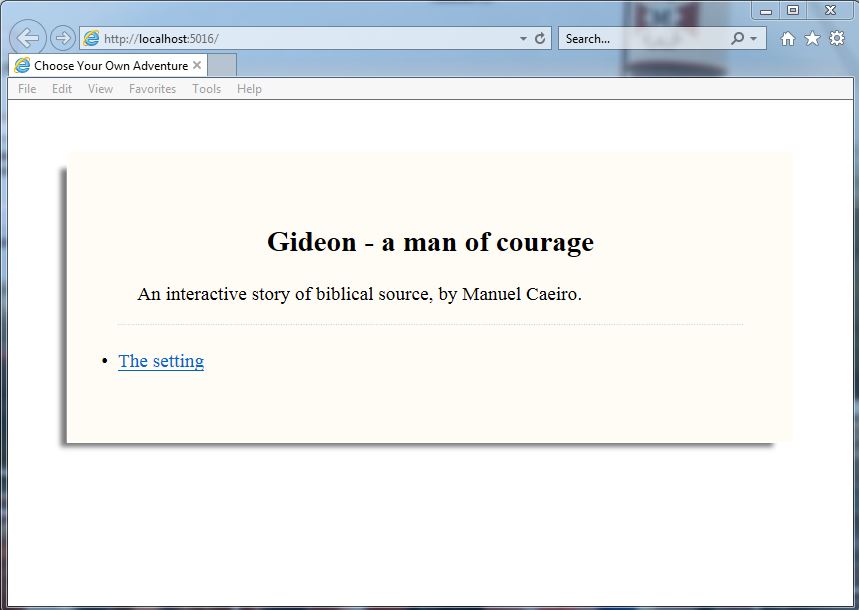 http://localhost:5016/
Search...
Choose Your Own Adventure
File Edit View Favorites Tools Help
Gideon - a man of courage
An interactive story of biblical source, by Manuel Caeiro.
• The setting